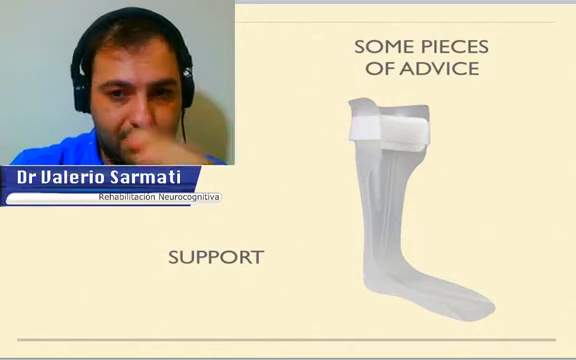 SOME PIECES
OF ADVICE
Dr Valerio Sarmati
Rehabilitación Neurocognitiva
SUPPORT